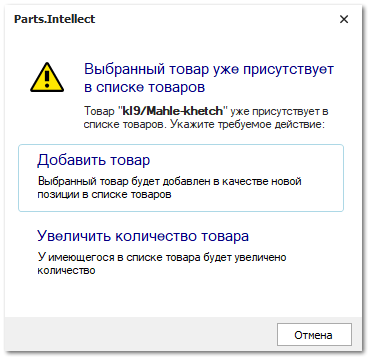 Parts.Intellect
Выбранный товар уже присутствует
в списке товаров
Товар "kl9/Mahle-khetch" уже присутствует в
списке товаров. Укажите требуемое действие:
Добавить товар
Выбранный товар будет добавлен в качестве новой
позиции в списке товаров
Увеличить количество товара
У имеющегося в списке товара будет увеличено
количество
Отмена